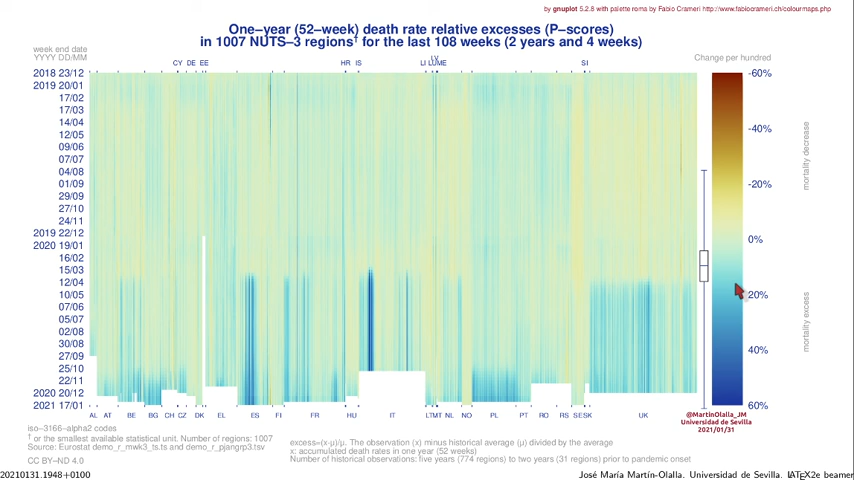 by gnuplot 5.2.8 with palette roma by Fabio Crameri http://www.fabiocrameri.ch/colourmaps.php
One−year (52−week) death rate relative excesses (P−scores)
in 1007 NUTS−3 regions† for the last 108 weeks (2 years and 4 weeks)
week end date
YYYY DD/MM
Change per hundred
CY DE EE HR IS LI LU LV ME SI
2018 23/12
2019 20/01
17/02
17/03
14/04
12/05
09/06
07/07
04/08
01/09
29/09
27/10
24/11
2019 22/12
2020 19/01
16/02
15/03
12/04
10/05
07/06
05/07
02/08
30/08
27/09
25/10
22/11
2020 20/12
2021 17/01
-60%
-40%
-20%
0%
20%
40%
60%
mortality decrease
mortality excess
AL AT BE BG CH CZ DK EL ES FI FR HU IT LT MT NL NO PL PT RO RS SE SK UK
@MartinOlalla_JM
Universidad de Sevilla
2021/01/31
iso−3166−alpha2 codes
† or the smallest available statistical unit. Number of regions: 1007
Source: Eurostat demo_r_mwk3_ts.ts and demo_r_pjangrp3.tsv
CC BY−ND 4.0
excess=(x-μ)/μ. The observation (x) minus historical average (μ) divided by the average
x: accumulated death rates in one year (52 weeks)
Number of historical observations: five years (774 regions) to two years (31 regions) prior to pandemic onset
20210131.1948+0100
José María Martín-Olalla. Universidad de Sevilla. LATEX2e beamer